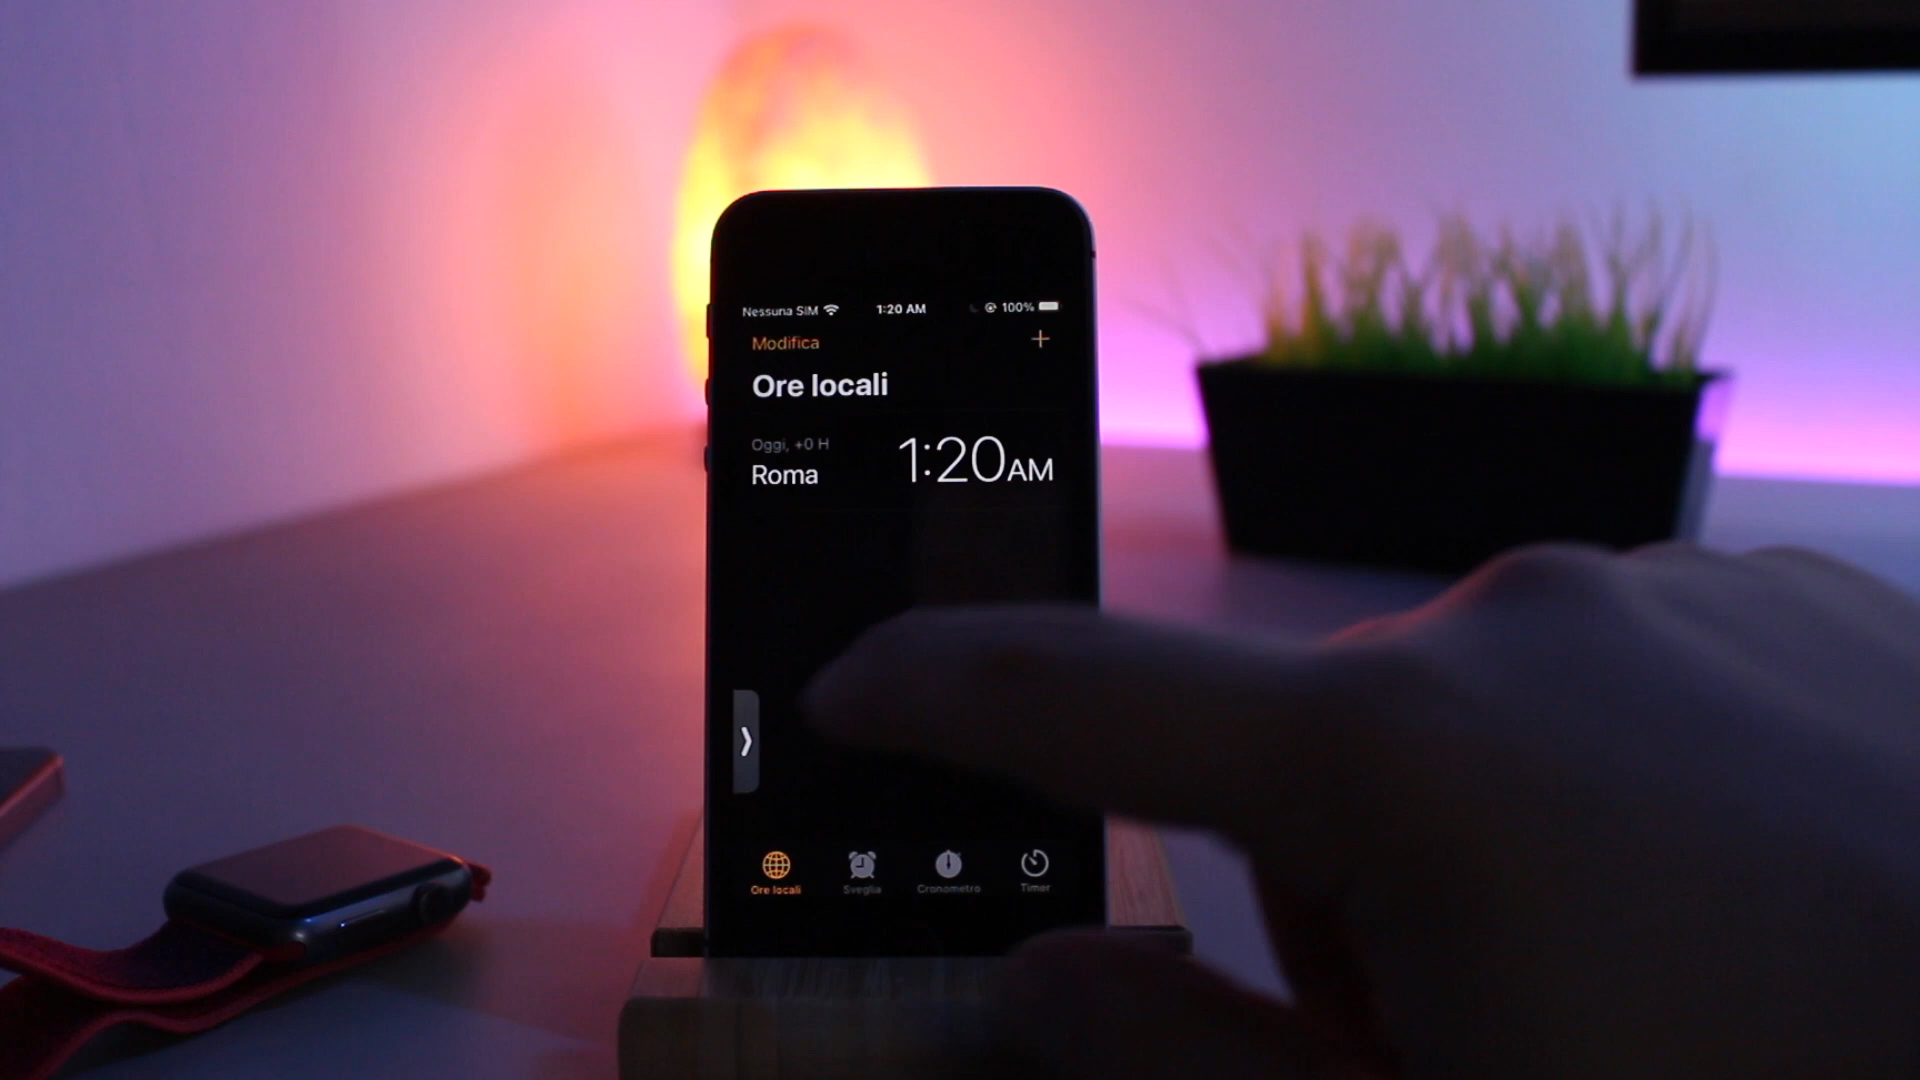 Nessuna SIM 1:20 AM 100%
Modifica +
Ore locali
Oggi, +0 H
Roma 1:20AM
Ore locali Sveglia Cronometro Timer